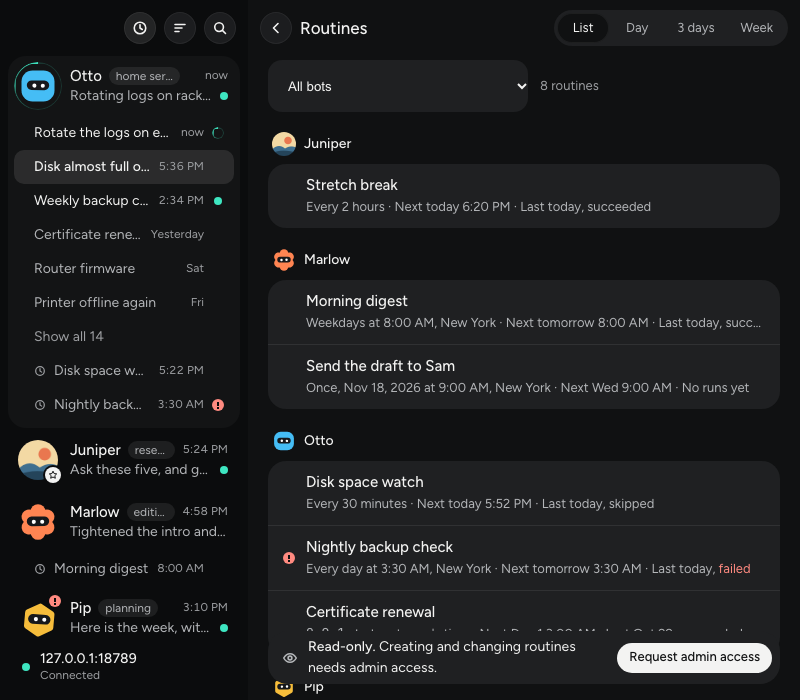 Otto home ser... now
Rotating logs on rack...
Rotate the logs on e... now
Disk almost full o... 5:36 PM
Weekly backup c... 2:34 PM
Certificate rene... Yesterday
Router firmware Sat
Printer offline again Fri
Show all 14
Disk space w... 5:22 PM
Nightly back... 3:30 AM
Juniper rese... 5:24 PM
Ask these five, and g...
Marlow editi... 4:58 PM
Tightened the intro and...
Morning digest 8:00 AM
Pip planning 3:10 PM
Here is the week, wit...
127.0.0.1:18789
Connected
Routines
List Day 3 days Week
All bots 8 routines
Juniper
Stretch break
Every 2 hours · Next today 6:20 PM · Last today, succeeded
Marlow
Morning digest
Weekdays at 8:00 AM, New York · Next tomorrow 8:00 AM · Last today, succ...
Send the draft to Sam
Once, Nov 18, 2026 at 9:00 AM, New York · Next Wed 9:00 AM · No runs yet
Otto
Disk space watch
Every 30 minutes · Next today 5:52 PM · Last today, skipped
Nightly backup check
Every day at 3:30 AM, New York · Next tomorrow 3:30 AM · Last today, failed
Certificate renewal
Read-only. Creating and changing routines
needs admin access.
Request admin access
Pip